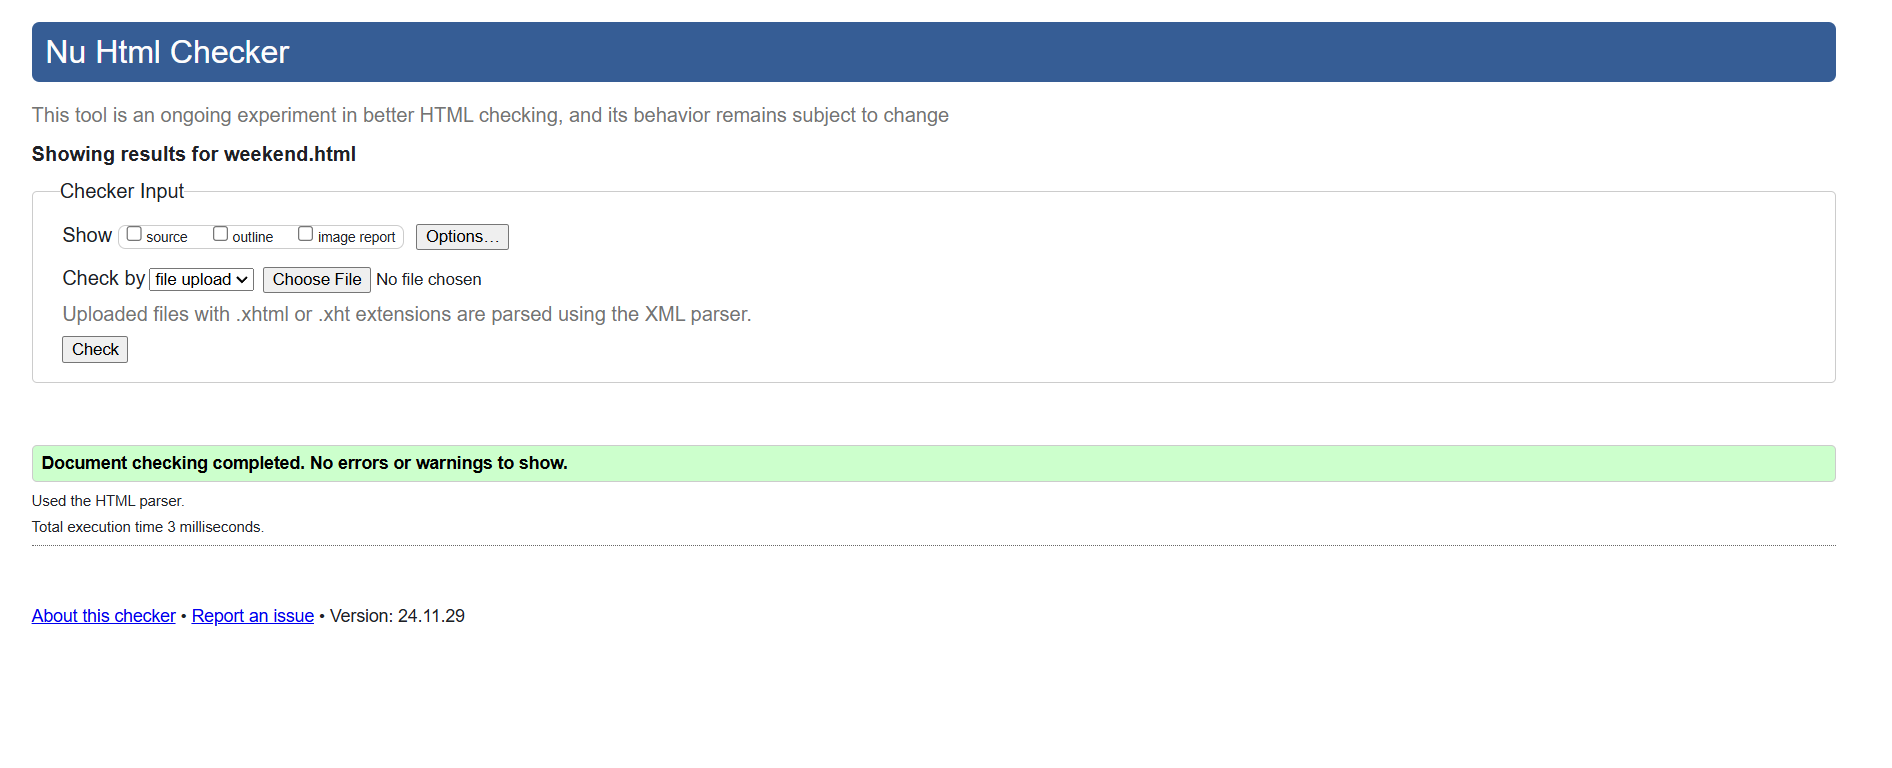 Nu Html Checker
This tool is an ongoing experiment in better HTML checking, and its behavior remains subject to change
Showing results for weekend.html
Checker Input
Show source outline image report Options…
Check by file upload Choose File No file chosen
Uploaded files with .xhtml or .xht extensions are parsed using the XML parser.
Check
Document checking completed. No errors or warnings to show.
Used the HTML parser.
Total execution time 3 milliseconds.
About this checker • Report an issue • Version: 24.11.29